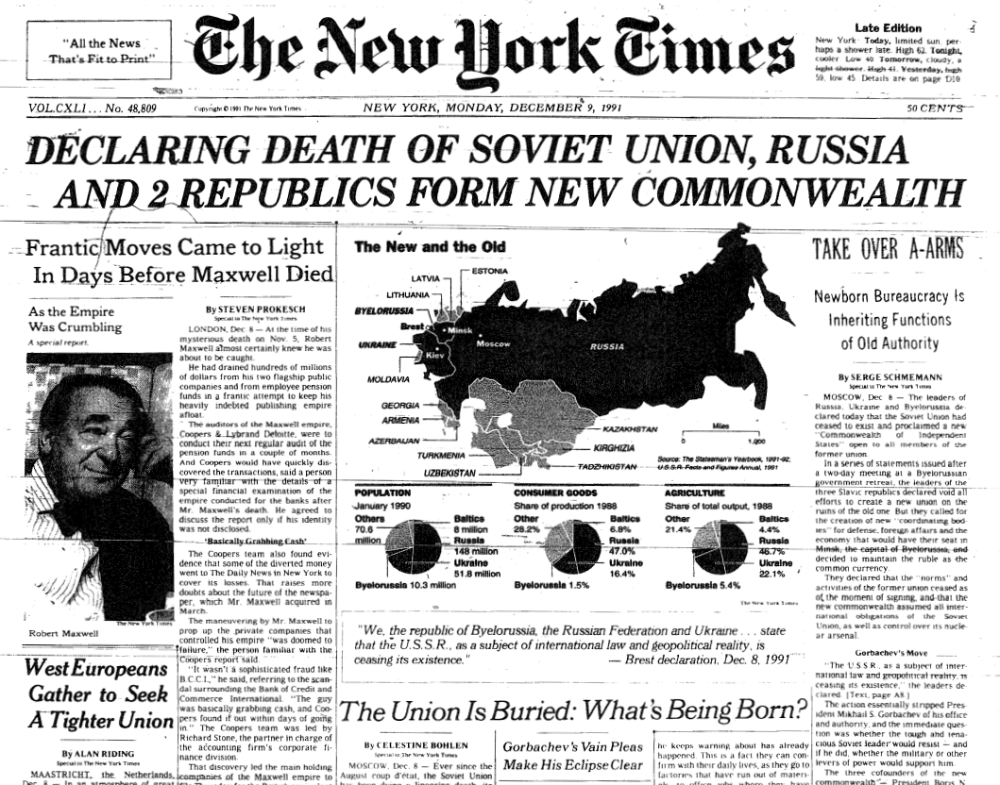 "All the News
That's Fit to Print"
The New York Times
Late Edition
New York: Today, limited sun, per-
haps a shower late. High 62. Tonight,
cooler. Low 40. Tomorrow, cloudy, a
light shower. High 41. Yesterday, high
59, low 45. Details are on page D10
VOL.CXLI . . . No. 48,809
Copyright © 1991 The New York Times
NEW YORK, MONDAY, DECEMBER 9, 1991
50 CENTS
DECLARING DEATH OF SOVIET UNION, RUSSIA
AND 2 REPUBLICS FORM NEW COMMONWEALTH
Frantic Moves Came to Light
In Days Before Maxwell Died
As the Empire
Was Crumbling
A special report.
Robert Maxwell
The New York Times
By STEVEN PROKESCH
Special to The New York Times
LONDON, Dec. 8 — At the time of his
mysterious death on Nov. 5, Robert
Maxwell almost certainly knew he was
about to be caught.
He had drained hundreds of millions
of dollars from his two flagship public
companies and from employee pension
funds in a frantic attempt to keep his
heavily indebted publishing empire
afloat.
The auditors of the Maxwell empire,
Coopers & Lybrand Deloitte, were to
conduct their next regular audit of the
pension funds in a couple of months.
And Coopers would have quickly dis-
covered the transactions, said a person
very familiar with the details of a
special financial examination of the
empire conducted for the banks after
Mr. Maxwell's death. He agreed to
discuss the report only if his identity
was not disclosed.
'Basically Grabbing Cash'
The Coopers team also found evi-
dence that some of the diverted money
went to The Daily News in New York to
cover its losses. That raises more
doubts about the future of the newspa-
per, which Mr. Maxwell acquired in
March.
The maneuvering by Mr. Maxwell to
prop up the private companies that
controlled his empire "was doomed to
failure," the person familiar with the
Coopers report said.
"It wasn't a sophisticated fraud like
B.C.C.I.," he said, referring to the scan-
dal surrounding the Bank of Credit and
Commerce International. "The guy
was basically grabbing cash, and Coo-
pers found if out within days of going
in." The Coopers team was led by
Richard Stone, the partner in charge of
the accounting firm's corporate fi-
nance division.
That discovery led the main holding
companies of the Maxwell empire to
West Europeans
Gather to Seek
A Tighter Union
By ALAN RIDING
Special to The New York Times
MAASTRICHT, the Netherlands,
Dec. 8 — In an atmosphere of great
The New and the Old
ESTONIA
LATVIA
LITHUANIA
BYELORUSSIA
Brest
Minsk
Moscow
UKRAINE
Kiev
RUSSIA
MOLDAVIA
GEORGIA
ARMENIA
AZERBAIJAN
TURKMENIA
UZBEKISTAN
KAZAKHSTAN
KIRGHIZIA
TADZHIKISTAN
Miles
0 1,000
Source: The Statesman's Yearbook, 1991-92;
U.S.S.R. Facts and Figures Annual, 1991
POPULATION
January 1990
Others
70.6
million
Baltics
8 million
Russia
148 million
Ukraine
51.8 million
Byelorussia 10.3 million
CONSUMER GOODS
Share of production 1988
Other
28.2%
Baltics
6.8%
Russia
47.0%
Ukraine
16.4%
Byelorussia 1.5%
AGRICULTURE
Share of total output, 1988
Other
21.4%
Baltics
4.4%
Russia
46.7%
Ukraine
22.1%
Byelorussia 5.4%
The New York Times
"We, the republic of Byelorussia, the Russian Federation and Ukraine . . . state
that the U.S.S.R., as a subject of international law and geopolitical reality, is
ceasing its existence."
— Brest declaration, Dec. 8, 1991
The Union Is Buried: What's Being Born?
By CELESTINE BOHLEN
Special to The New York Times
MOSCOW, Dec. 8 — Ever since the
August coup d'état, the Soviet Union
Gorbachev's Vain Pleas
Make His Eclipse Clear
he keeps warning about has already
happened. This is a fact they can con-
firm with their daily lives, as they go to
factories that have run out of materi-
TAKE OVER A-ARMS
Newborn Bureaucracy Is
Inheriting Functions
of Old Authority
By SERGE SCHMEMANN
Special to The New York Times
MOSCOW, Dec 8 — The leaders of
Russia, Ukraine and Byelorussia de-
clared today that the Soviet Union had
ceased to exist and proclaimed a new
"Commonwealth of Independent
States" open to all members of the
former union.
In a series of statements issued after
a two-day meeting at a Byelorussian
government retreat, the leaders of the
three Slavic republics declared void all
efforts to create a new union on the
ruins of the old one. But they called for
the creation of new "coordinating bod-
ies" for defense, foreign affairs and the
economy that would have their seat in
Minsk, the capital of Byelorussia, and
decided to maintain the ruble as the
common currency.
They declared that the "norms" and
activities of the former union ceased as
of the moment of signing, and that the
new commonwealth assumed all inter-
national obligations of the Soviet
Union, as well as control over its nucle-
ar arsenal.
Gorbachev's Move
"The U.S.S.R., as a subject of inter-
national law and geopolitical reality, is
ceasing its existence," the leaders de-
clared. [Text, page A8.]
The action essentially stripped Pres-
ident Mikhail S. Gorbachev of his office
and authority, and the immediate ques-
tion was whether the tough and tena-
cious Soviet leader would resist — and
if he did, whether the military or other
levers of power would support him.
The three cofounders of the new
commonwealth — President Boris N.